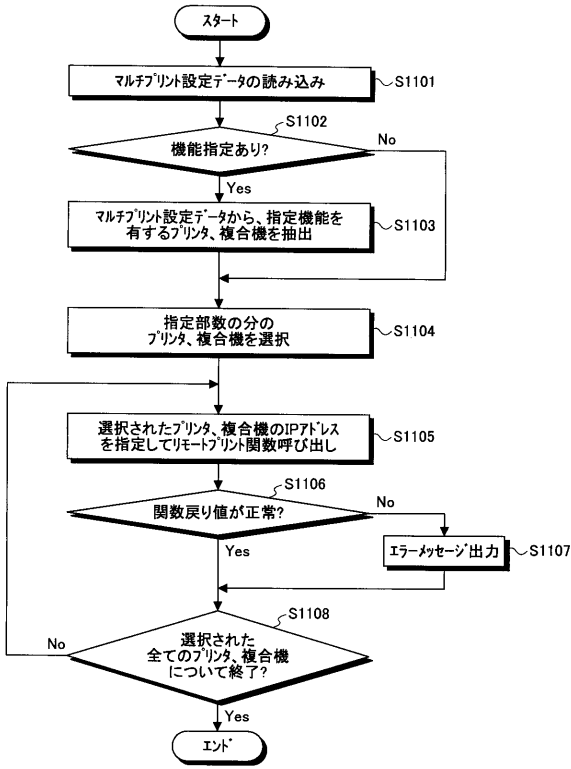 スタート
マルチプリント設定データの読み込み
S1101
S1102
機能指定あり?
No
Yes
マルチプリント設定データから、指定機能を
有するプリンタ、複合機を抽出
S1103
指定部数の分の
プリンタ、複合機を選択
S1104
選択されたプリンタ、複合機のIPアドレス
を指定してリモートプリント関数呼び出し
S1105
S1106
関数戻り値が正常?
No
Yes
エラーメッセージ出力
S1107
S1108
選択された
全てのプリンタ、複合機
について終了?
No
Yes
エンド